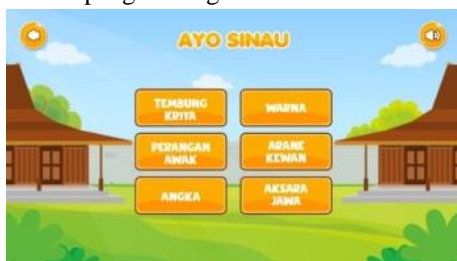 AYO SINAU
TEMBUNG
KRIYA
WARNA
PERANGAN
AWAK
ARANE
KEWAN
ANGKA
AKSARA
JAWA